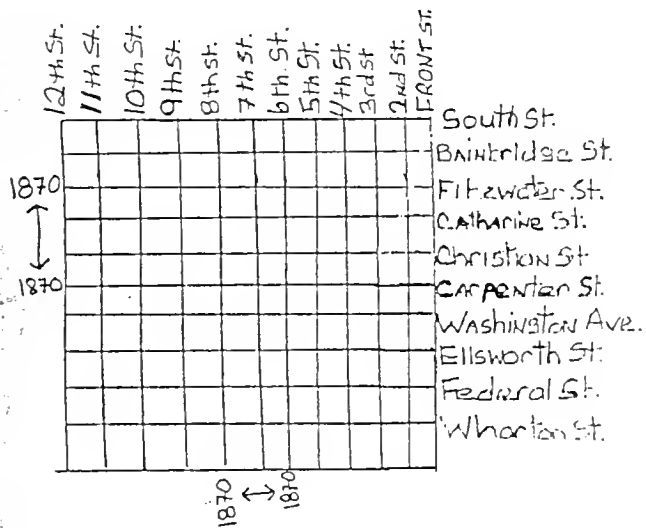 12th St.
11th St.
10th St.
9th st.
8th st.
7th St.
6th St.
5th St.
4th St.
3rd st
2nd St.
FRONT ST.
South St.
BAINbridge St.
1870
Fitzwater St.
CAthArine St.
Christian St
1870
CArpenter St.
WAshington Ave.
Ellsworth St.
Federal St.
Wharton St.
1870 ↔ 1870